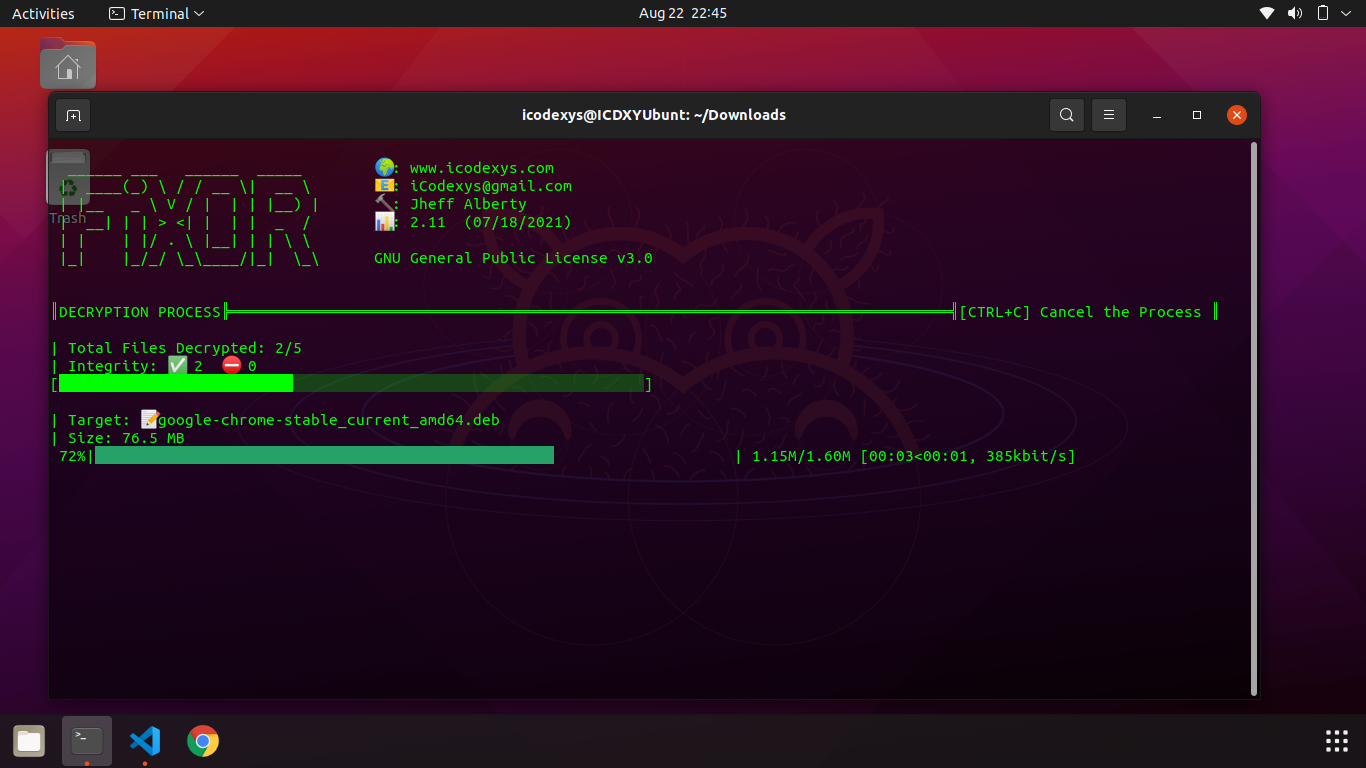 Activities
Terminal
Aug 22 22:45
icodexys@ICDXYUbunt: ~/Downloads
FIXOR
Trash
: www.icodexys.com
: iCodexys@gmail.com
: Jheff Alberty
: 2.11 (07/18/2021)
GNU General Public License v3.0
║DECRYPTION PROCESS╠═══════════════╣[CTRL+C] Cancel the Process ║
| Total Files Decrypted: 2/5
| Integrity: ✅ 2 ⛔ 0
[ ]
| Target: 📝google-chrome-stable_current_amd64.deb
| Size: 76.5 MB
72%| | 1.15M/1.60M [00:03<00:01, 385kbit/s]